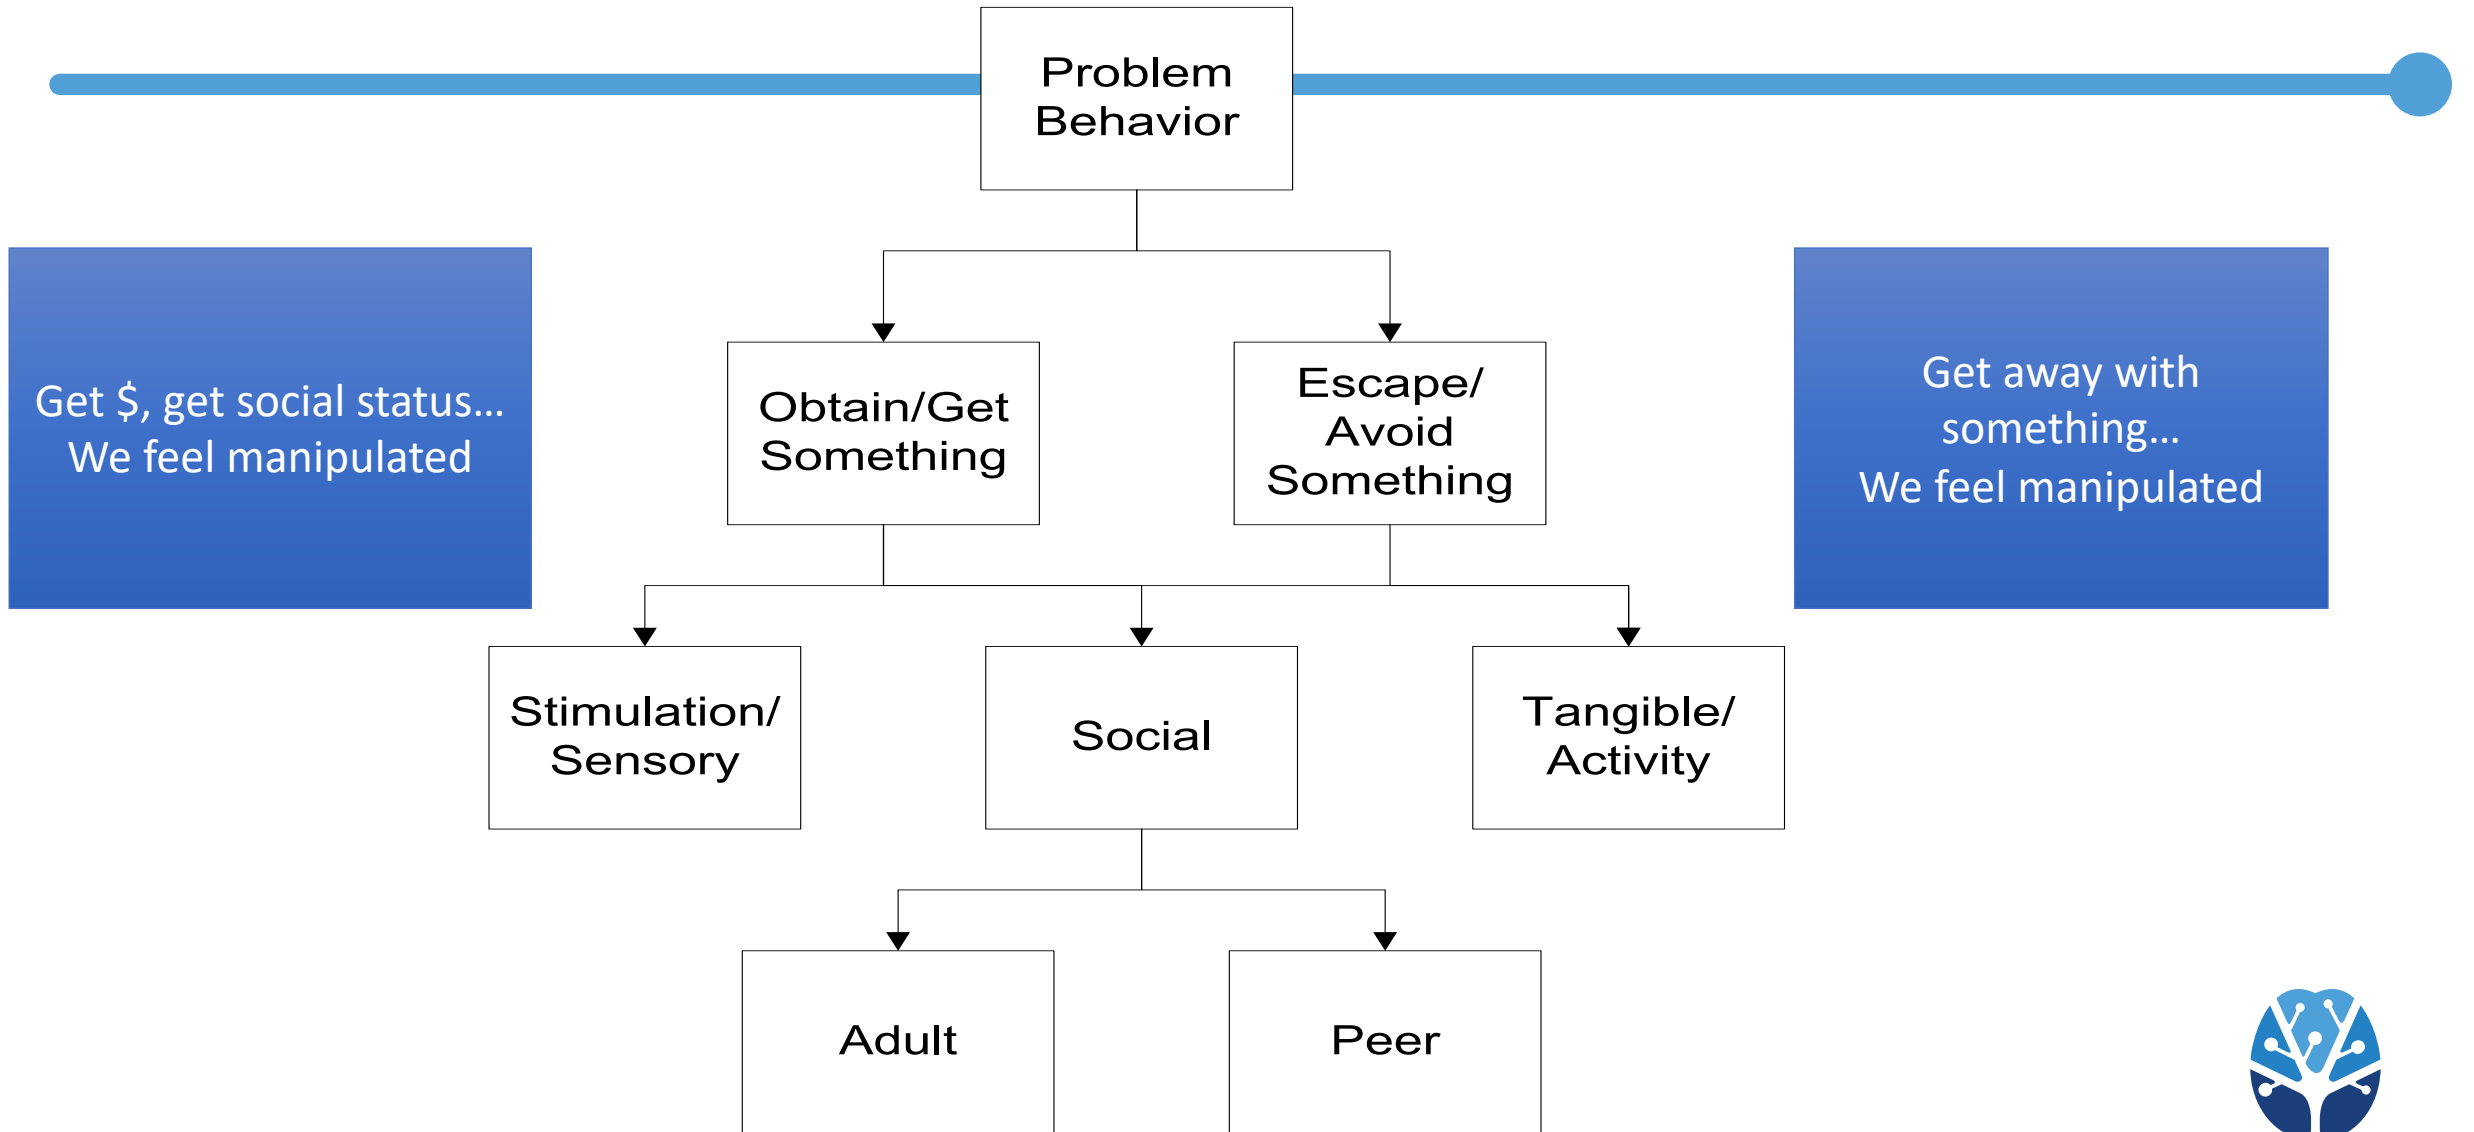 Problem
Behavior
Get $, get social status…
We feel manipulated
Obtain/Get
Something
Escape/
Avoid
Something
Get away with
something…
We feel manipulated
Stimulation/
Sensory
Social
Tangible/
Activity
Adult
Peer